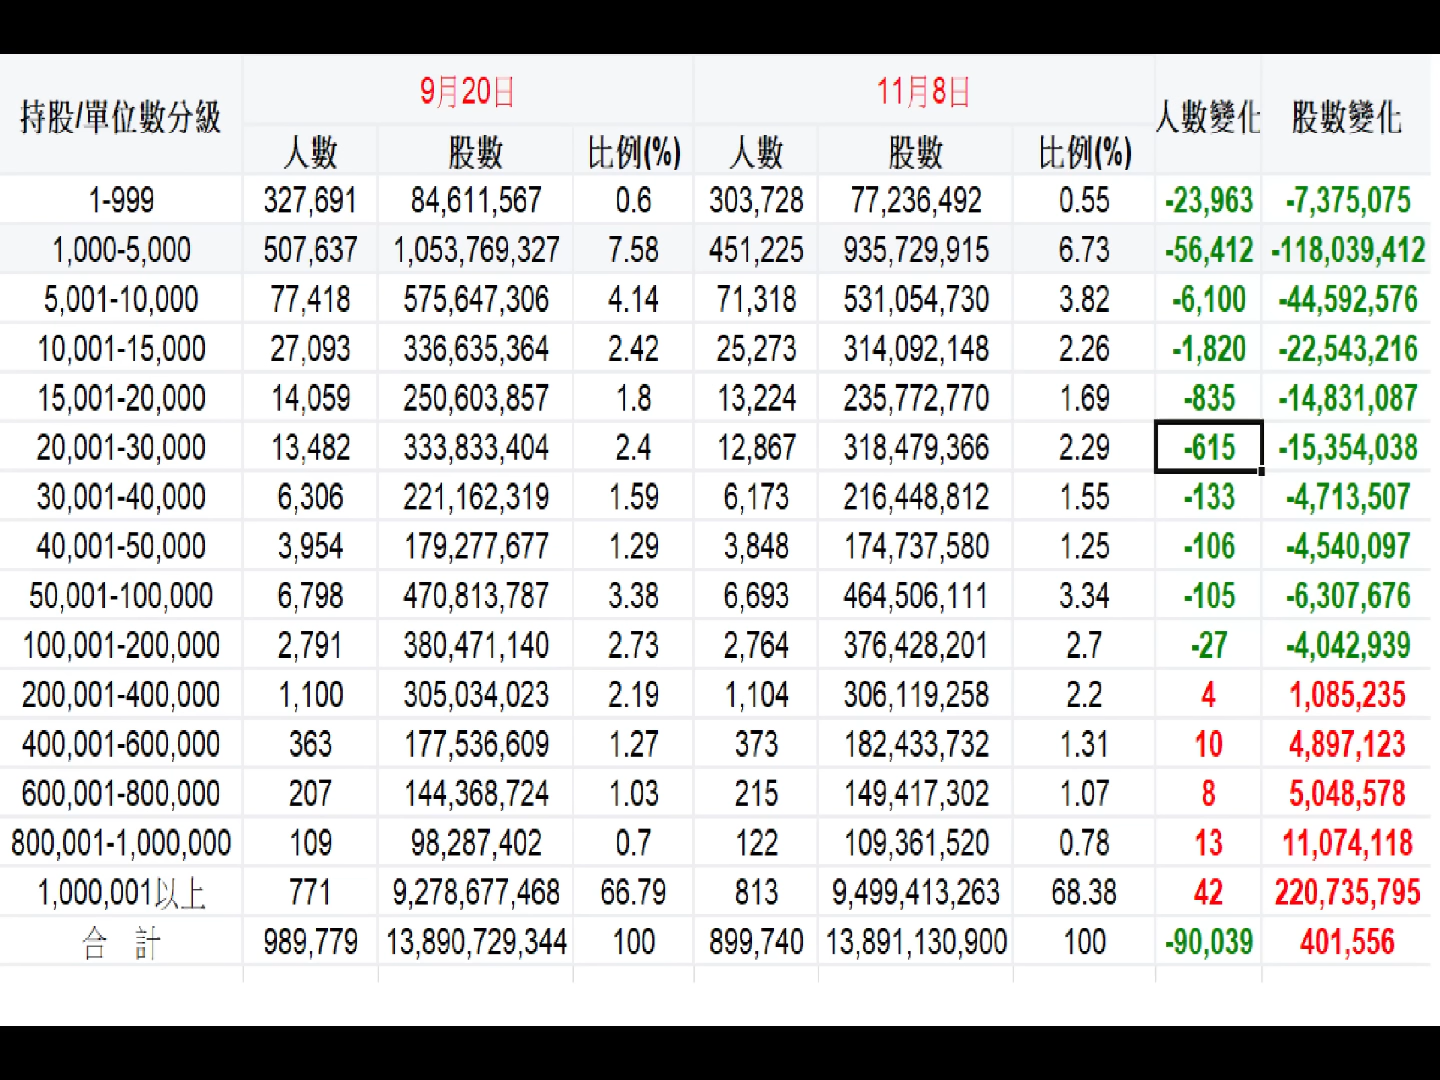 持股/單位數分級 9月20日 11月8日 人數變化 股數變化
人數 股數 比例(%) 人數 股數 比例(%)
1-999 327,691 84,611,567 0.6 303,728 77,236,492 0.55 -23,963 -7,375,075
1,000-5,000 507,637 1,053,769,327 7.58 451,225 935,729,915 6.73 -56,412 -118,039,412
5,001-10,000 77,418 575,647,306 4.14 71,318 531,054,730 3.82 -6,100 -44,592,576
10,001-15,000 27,093 336,635,364 2.42 25,273 314,092,148 2.26 -1,820 -22,543,216
15,001-20,000 14,059 250,603,857 1.8 13,224 235,772,770 1.69 -835 -14,831,087
20,001-30,000 13,482 333,833,404 2.4 12,867 318,479,366 2.29 -615 -15,354,038
30,001-40,000 6,306 221,162,319 1.59 6,173 216,448,812 1.55 -133 -4,713,507
40,001-50,000 3,954 179,277,677 1.29 3,848 174,737,580 1.25 -106 -4,540,097
50,001-100,000 6,798 470,813,787 3.38 6,693 464,506,111 3.34 -105 -6,307,676
100,001-200,000 2,791 380,471,140 2.73 2,764 376,428,201 2.7 -27 -4,042,939
200,001-400,000 1,100 305,034,023 2.19 1,104 306,119,258 2.2 4 1,085,235
400,001-600,000 363 177,536,609 1.27 373 182,433,732 1.31 10 4,897,123
600,001-800,000 207 144,368,724 1.03 215 149,417,302 1.07 8 5,048,578
800,001-1,000,000 109 98,287,402 0.7 122 109,361,520 0.78 13 11,074,118
1,000,001以上 771 9,278,677,468 66.79 813 9,499,413,263 68.38 42 220,735,795
合 計 989,779 13,890,729,344 100 899,740 13,891,130,900 100 -90,039 401,556